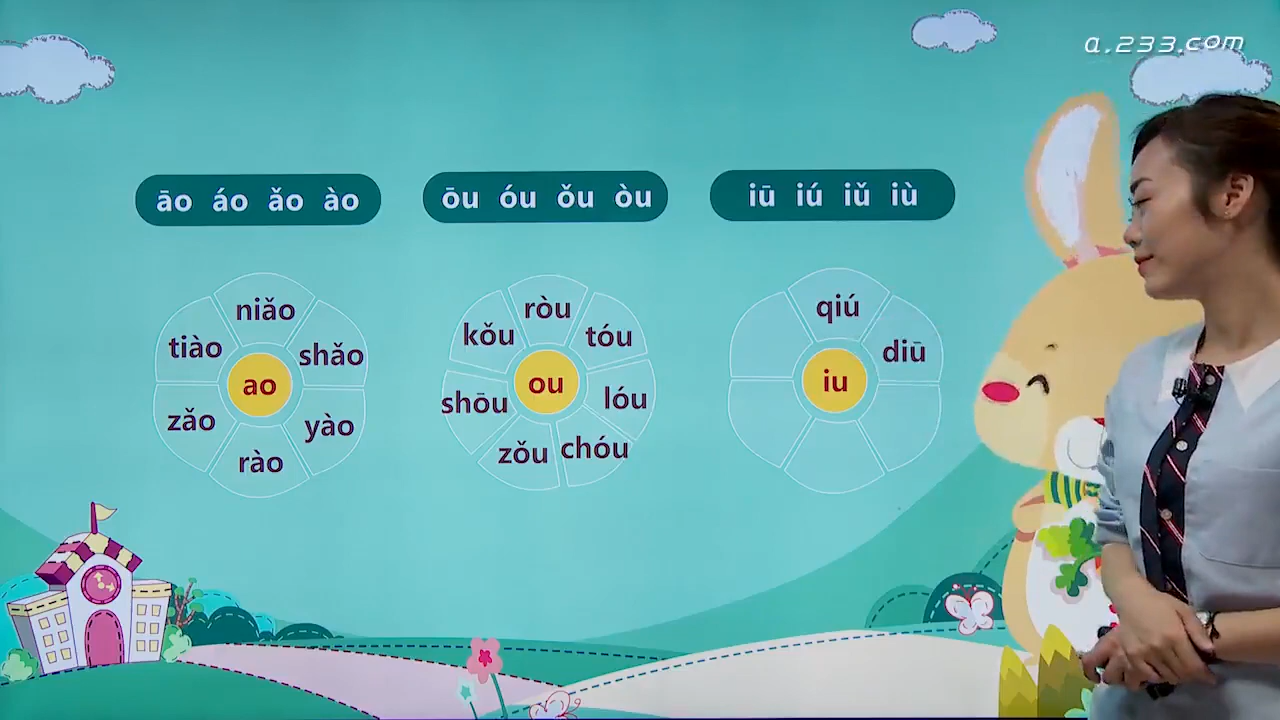 a.233.com
āo áo ǎo ào
ōu óu ǒu òu
iū iú iǔ iù
niǎo
tiào
shǎo
ao
zǎo
yào
rào
ròu
kǒu
tóu
ou
shōu
lóu
zǒu
chóu
qiú
diū
iu